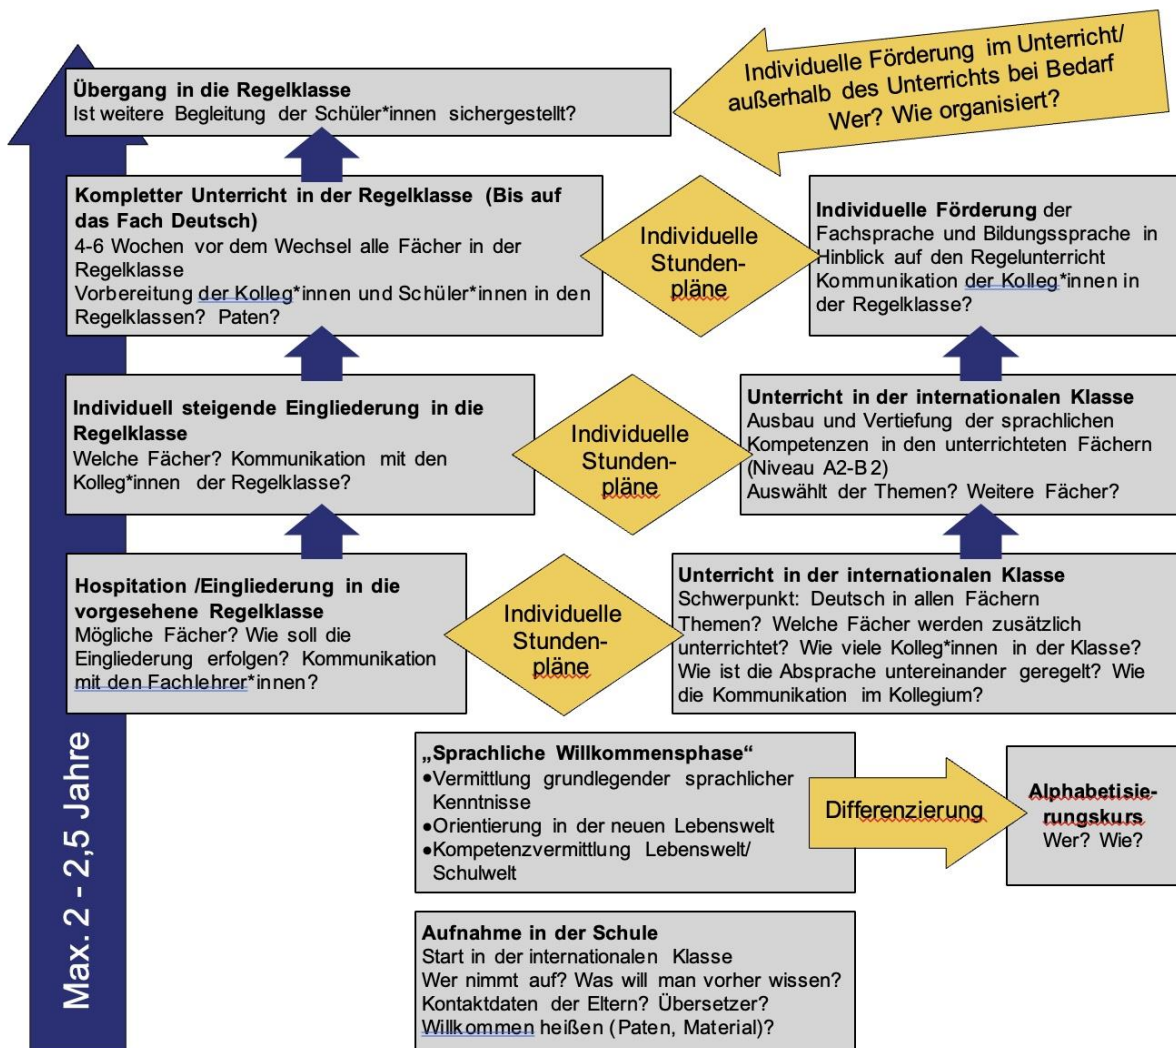 Übergang in die Regelklasse
Ist weitere Begleitung der Schüler*innen sichergestellt?
Individuelle Förderung im Unterricht/
außerhalb des Unterrichts bei Bedarf
Wer? Wie organisiert?
Kompletter Unterricht in der Regelklasse (Bis auf
das Fach Deutsch)
4-6 Wochen vor dem Wechsel alle Fächer in der
Regelklasse
Vorbereitung der Kolleg*innen und Schüler*innen in den
Regelklassen? Paten?
Individuelle
Stunden-
pläne
Individuelle Förderung der
Fachsprache und Bildungssprache in
Hinblick auf den Regelunterricht
Kommunikation der Kolleg*innen in
der Regelklasse?
Individuell steigende Eingliederung in die
Regelklasse
Welche Fächer? Kommunikation mit den
Kolleg*innen der Regelklasse?
Individuelle
Stunden-
pläne
Unterricht in der internationalen Klasse
Ausbau und Vertiefung der sprachlichen
Kompetenzen in den unterrichteten Fächern
(Niveau A2-B 2)
Auswählt der Themen? Weitere Fächer?
Hospitation /Eingliederung in die
vorgesehene Regelklasse
Mögliche Fächer? Wie soll die
Eingliederung erfolgen? Kommunikation
mit den Fachlehrer*innen?
Individuelle
Stunden-
pläne
Unterricht in der internationalen Klasse
Schwerpunkt: Deutsch in allen Fächern
Themen? Welche Fächer werden zusätzlich
unterrichtet? Wie viele Kolleg*innen in der Klasse?
Wie ist die Absprache untereinander geregelt? Wie
die Kommunikation im Kollegium?
„Sprachliche Willkommensphase“
•Vermittlung grundlegender sprachlicher
Kenntnisse
•Orientierung in der neuen Lebenswelt
•Kompetenzvermittlung Lebenswelt/
Schulwelt
Differenzierung
Alphabetisie-
rungskurs
Wer? Wie?
Aufnahme in der Schule
Start in der internationalen Klasse
Wer nimmt auf? Was will man vorher wissen?
Kontaktdaten der Eltern? Übersetzer?
Willkommen heißen (Paten, Material)?
Max. 2 - 2,5 Jahre